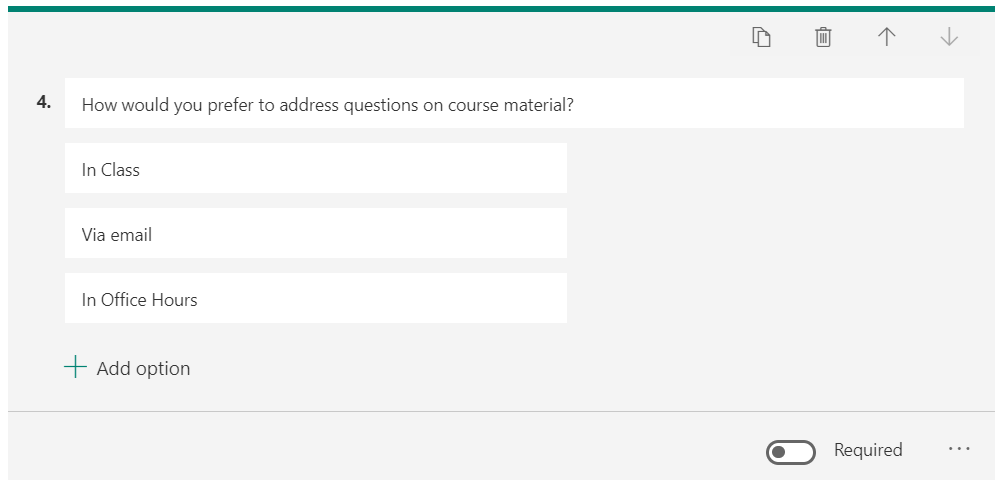 4. How would you prefer to address questions on course material?
In Class
Via email
In Office Hours
Add option
Required